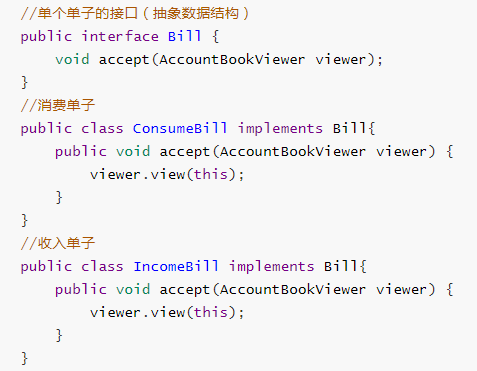 //单个单子的接口（抽象数据结构）
public interface Bill {
    void accept(AccountBookViewer viewer);
}
//消费单子
public class ConsumeBill implements Bill{
    public void accept(AccountBookViewer viewer) {
        viewer.view(this);
    }
}
//收入单子
public class IncomeBill implements Bill{
    public void accept(AccountBookViewer viewer) {
        viewer.view(this);
    }
}